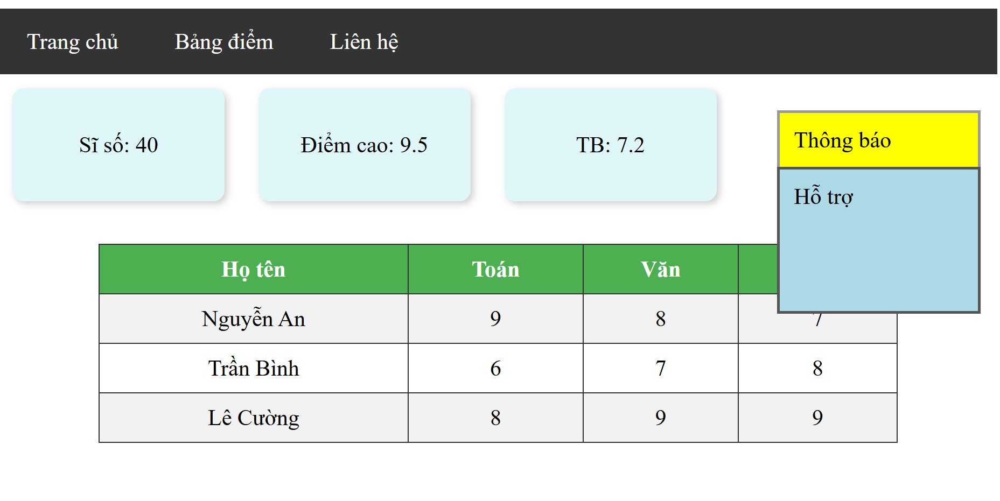 Trang chủ Bảng điểm Liên hệ
Sĩ số: 40 Điểm cao: 9.5 TB: 7.2
Thông báo
Hỗ trợ
Họ tên Toán Văn
Nguyễn An 9 8 7
Trần Bình 6 7 8
Lê Cường 8 9 9